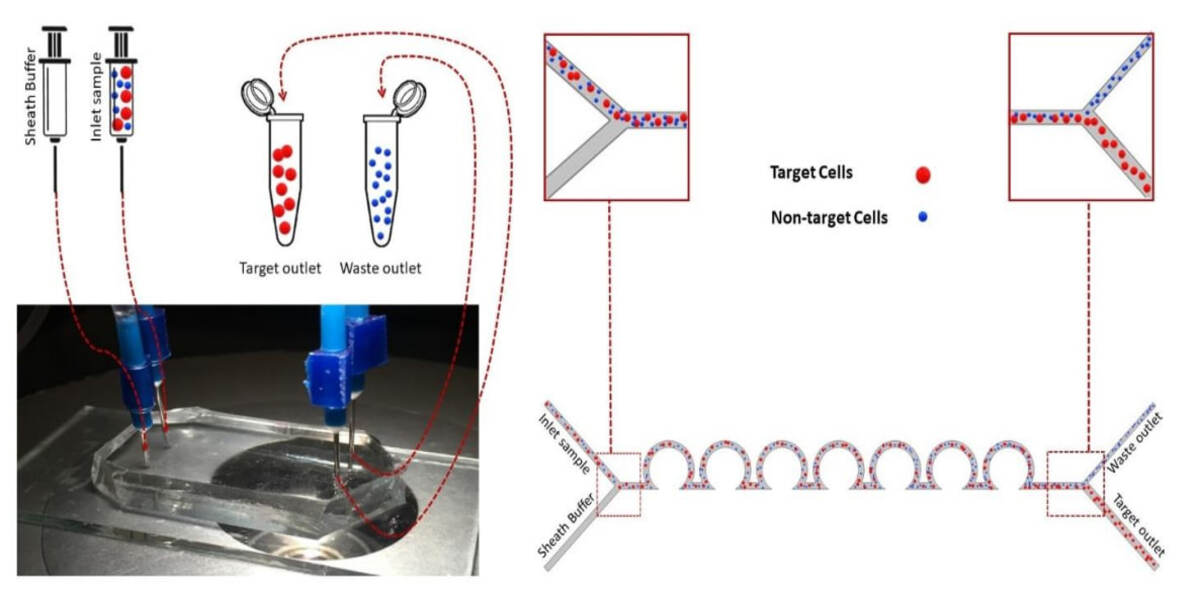 Sheath Buffer
Inlet sample
Target outlet
Waste outlet
Target Cells
Non-target Cells
Inlet sample
Sheath Buffer
Waste outlet
Target outlet